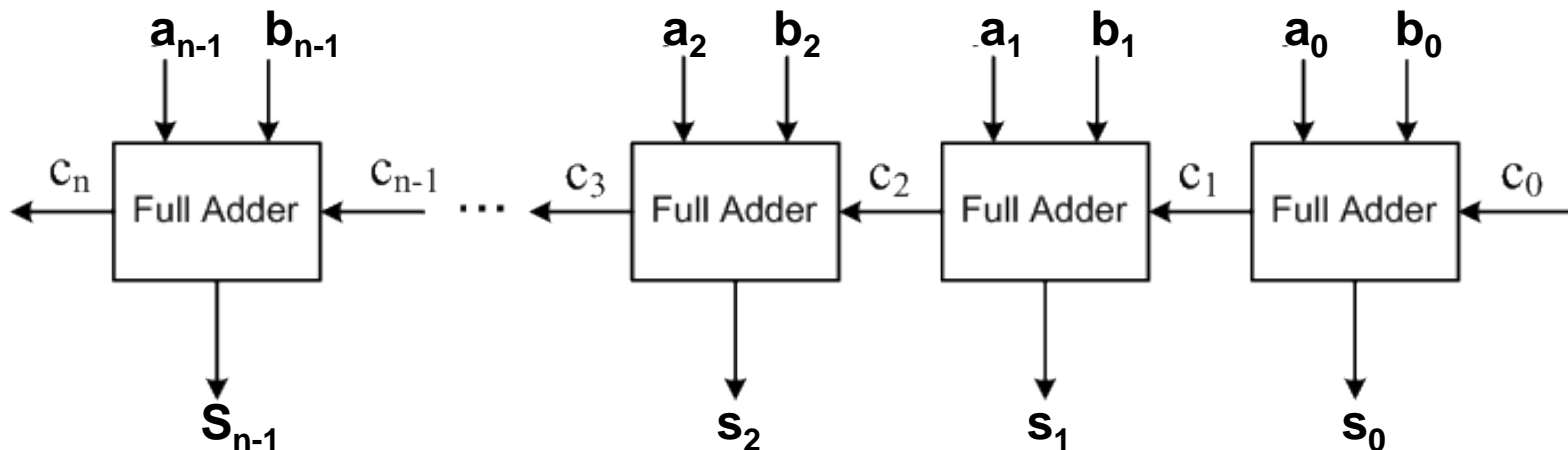 aₙ₋₁ bₙ₋₁ a₂ b₂ a₁ b₁ a₀ b₀
cₙ Full Adder cₙ₋₁ ... c₃ Full Adder c₂ Full Adder c₁ Full Adder c₀
Sₙ₋₁ s₂ s₁ s₀